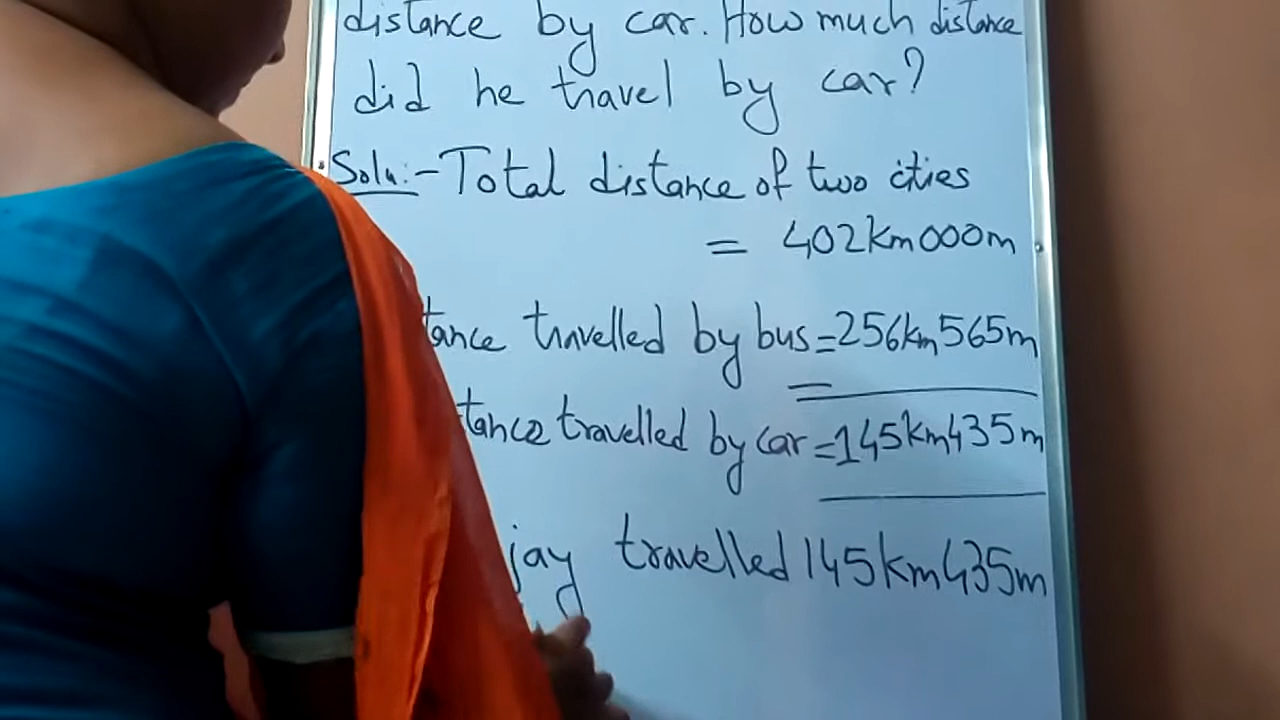 distance by car. How much distance
did he travel by car?
Soln:- Total distance of two cities
= 402km000m
tance travelled by bus=256km565m
tance travelled by car=145km435m
jay travelled 145km435m